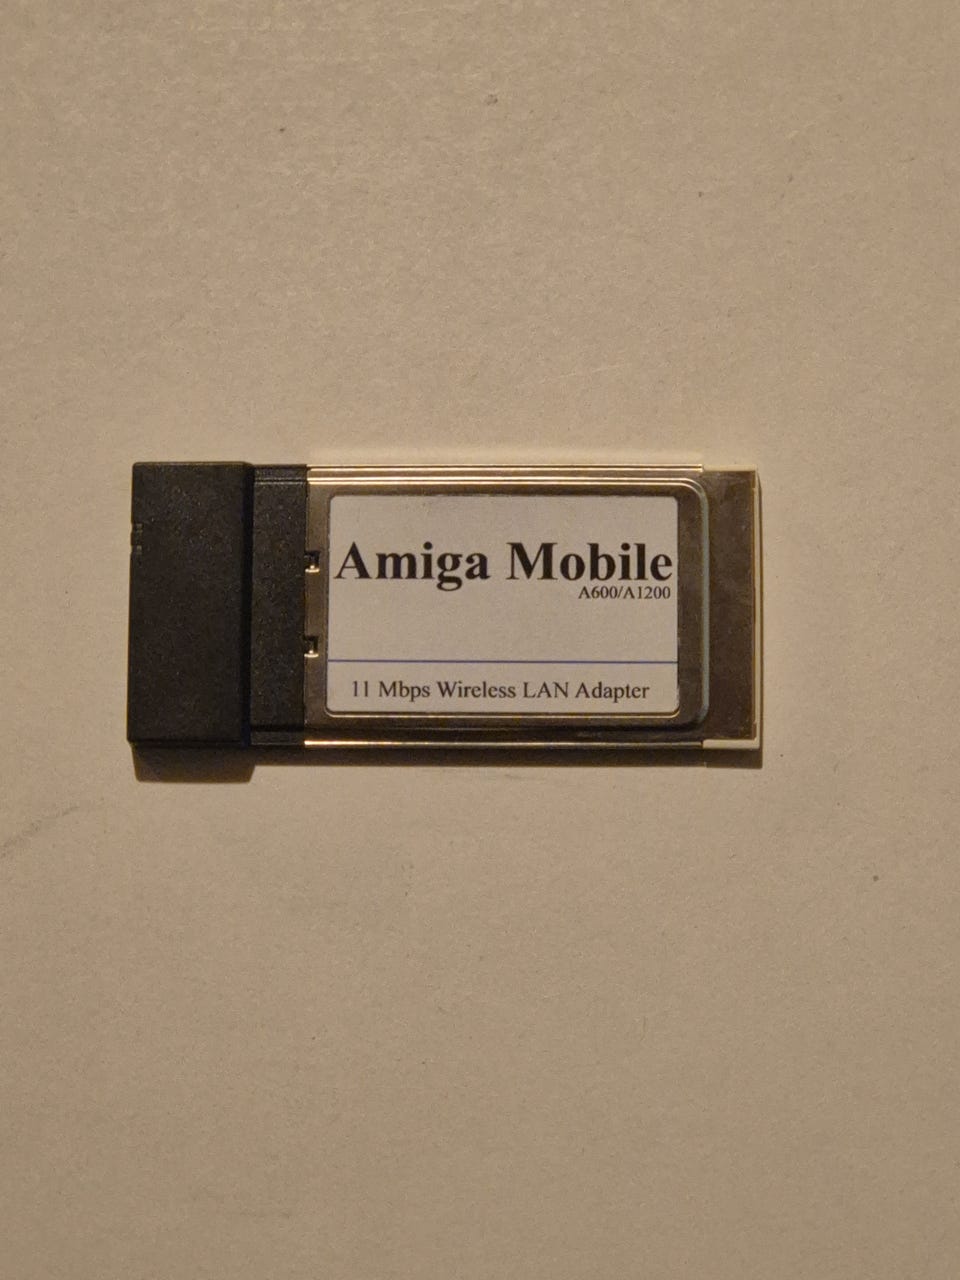 Amiga Mobile
A600/A1200
11 Mbps Wireless LAN Adapter